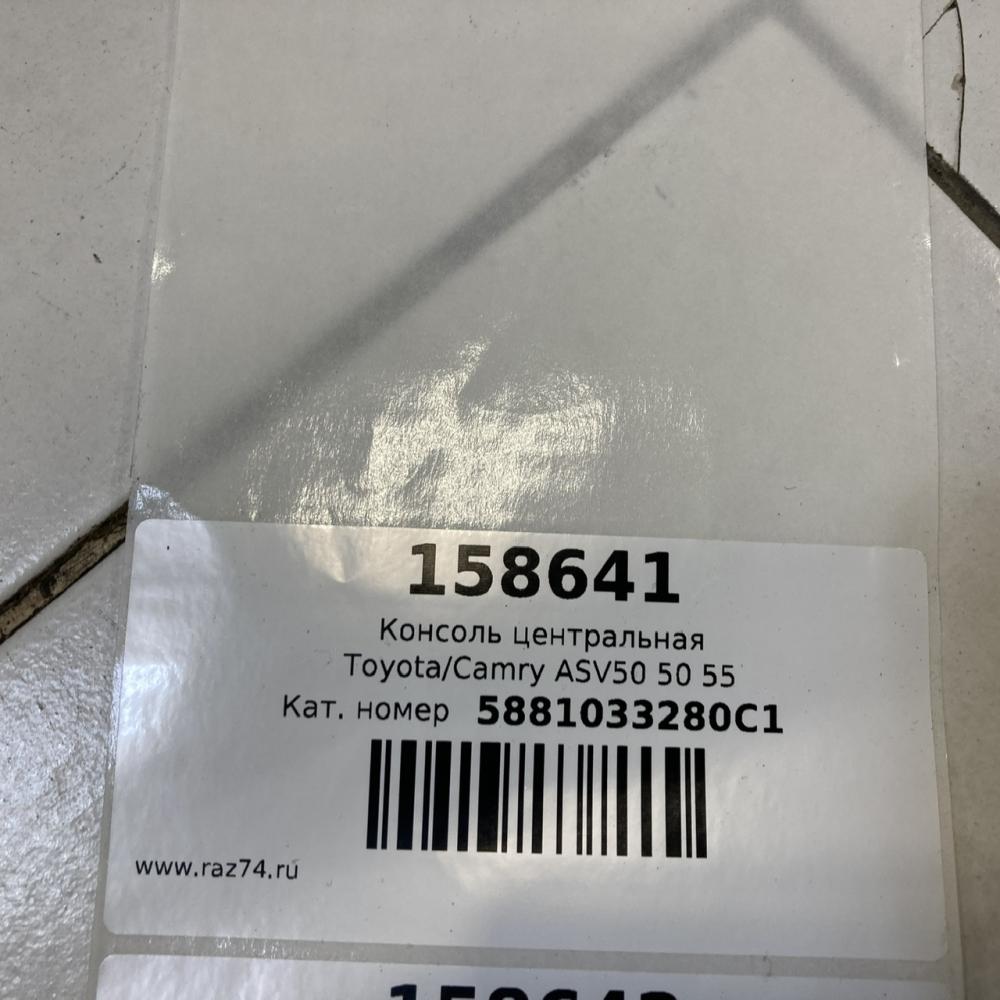 158641
Консоль центральная
Toyota/Camry ASV50 50 55
Кат. номер 5881033280C1
www.raz74.ru